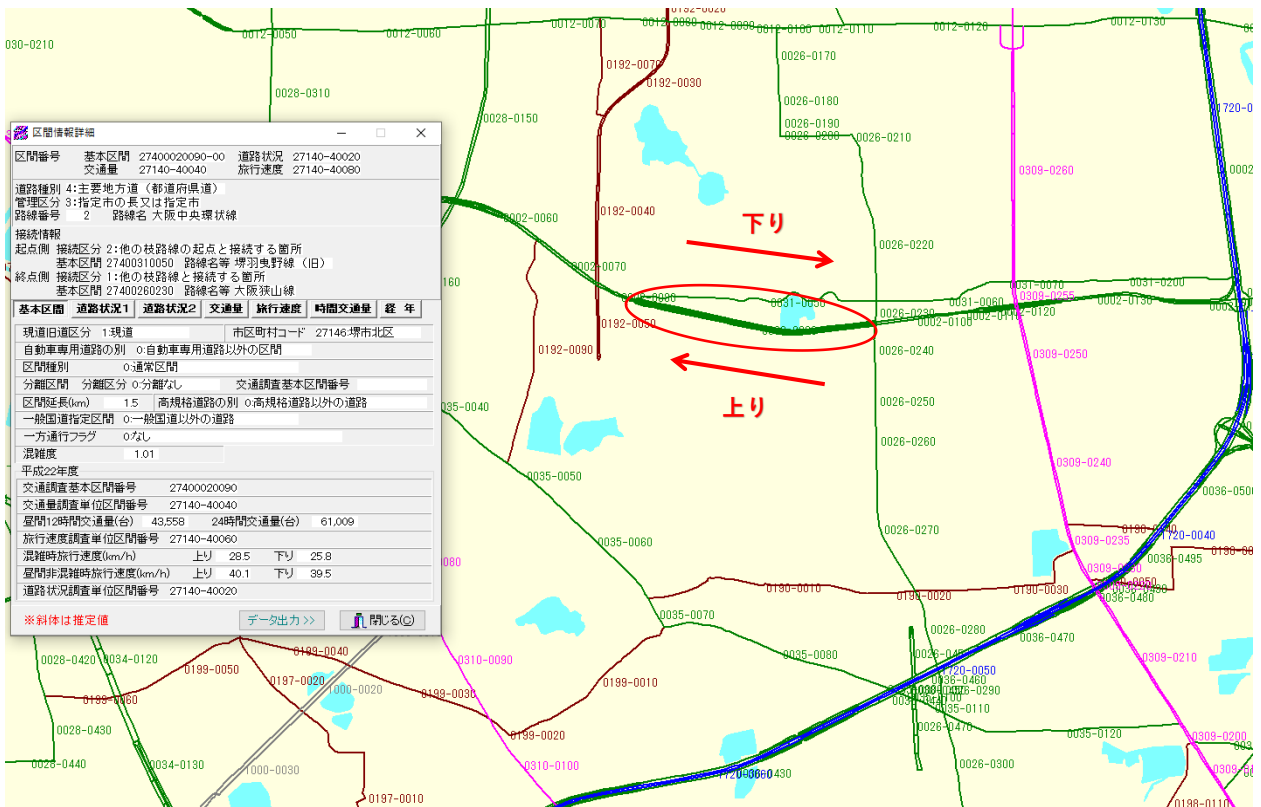 0012-0050
0012-0060
0012-0070
0192-0020
0012-0110
0012-0120
0012-0130
030-0210
0026-0170
0192-0030
0028-0310
0026-0180
1720-0
0028-0150
0026-0190
0026-0210
区間情報詳細
区間番号 基本区間 27400020090-00 道路状況 27140-40020
交通量 27140-40040 旅行速度 27140-40080
道路種別 4:主要地方道（都道府県道）
管理区分 3:指定市の長又は指定市
路線番号 2 路線名 大阪中央環状線
接続情報
起点側 接続区分 2:他の枝路線の起点と接続する箇所
基本区間 27400310050 路線名等 堺羽曳野線（旧）
終点側 接続区分 1:他の枝路線と接続する箇所
基本区間 27400260230 路線名等 大阪狭山線
基本区間 道路状況1 道路状況2 交通量 旅行速度 時間交通量 経 年
現道旧道区分 1:現道 市区町村コード 27146:堺市北区
自動車専用道路の別 0:自動車専用道路以外の区間
区間種別 0:通常区間
分離区間 分離区分 0:分離なし 交通調査基本区間番号
区間延長(km) 1.5 高規格道路の別 0:高規格道路以外の道路
一般国道指定区間 0:一般国道以外の道路
一方通行フラグ 0:なし
混雑度 1.01
平成22年度
交通調査基本区間番号 27400020090
交通量調査単位区間番号 27140-40040
昼間12時間交通量(台) 43,558 24時間交通量(台) 61,009
旅行速度調査単位区間番号 27140-40060
混雑時旅行速度(km/h) 上り 28.5 下り 25.8
昼間非混雑時旅行速度(km/h) 上り 40.1 下り 39.5
道路状況調査単位区間番号 27140-40020
※斜体は推定値 データ出力>> 閉じる(C)
0309-0260
0002
0192-0040
0002-0060
下り
0026-0220
0002-0070
160
0031-0070
0031-0200
0031-0060
0309-0255
0002-0130
0192-0050
0026-0230
0002-0100
0192-0090
0026-0240
0309-0250
上り
035-0040
0026-0250
0026-0260
0309-0240
0035-0050
0036-050
0026-0270
0035-0060
0309-0235
1720-0040
0036-0495
080
0190-0010
0190-0020
0190-0030
0036-0480
0035-0070
0026-0280
0036-0470
0199-0040
0028-0420
0034-0120
0310-0090
0035-0080
0309-0210
0199-0050
1720-0050
0197-0020
0199-0010
0036-0460
1000-0020
0199-0030
0026-0290
0199-0060
0035-0110
0028-0430
0026-0470
0199-0020
0035-0120
0309-0200
0028-0440
0034-0130
0310-0100
0026-0300
1000-0030
0197-0010
0198-0110